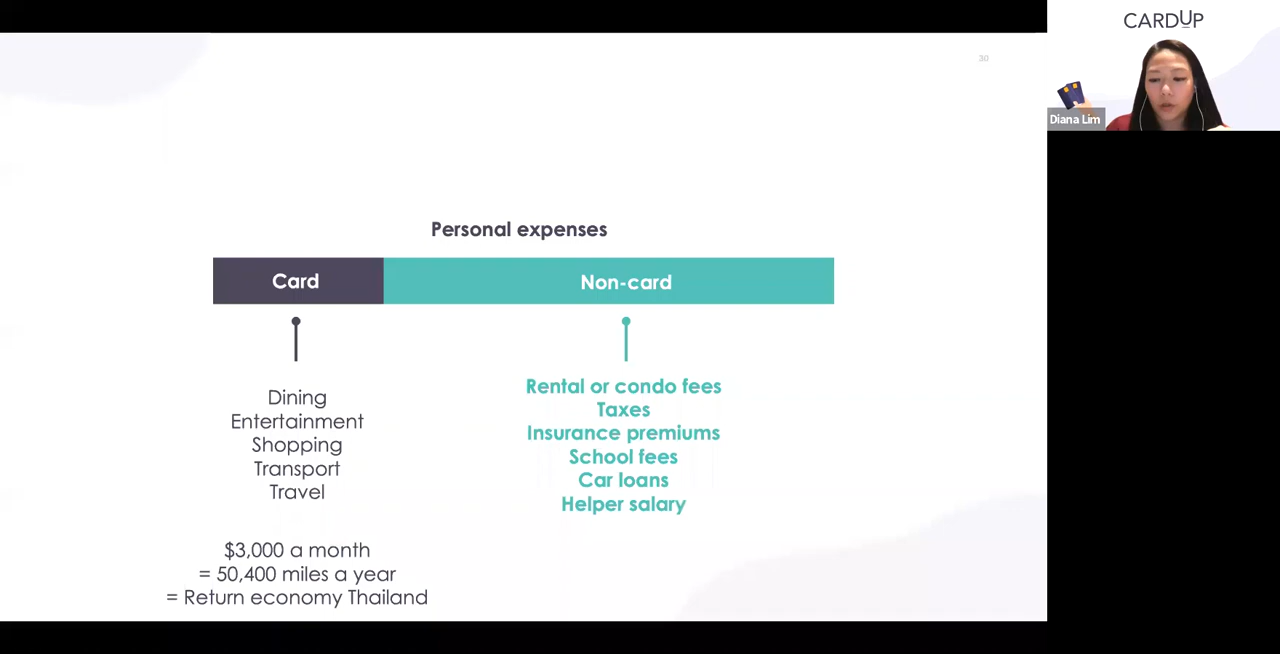 CARDUP
30
Diana Lim
Personal expenses
Card
Non-card
Dining
Entertainment
Shopping
Transport
Travel
Rental or condo fees
Taxes
Insurance premiums
School fees
Car loans
Helper salary
$3,000 a month
= 50,400 miles a year
= Return economy Thailand